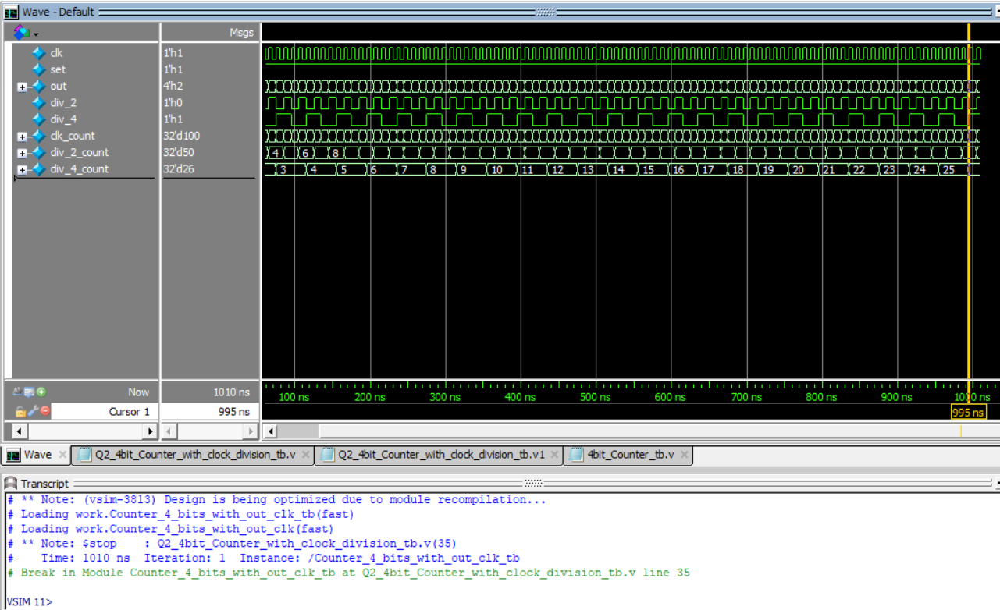 Wave - Default
Msgs
clk 1'h1
set 1'h1
out 4'h2
div_2 1'h0
div_4 1'h1
clk_count 32'd100
div_2_count 32'd50 4 6 8
div_4_count 32'd26 3 4 5 6 7 8 9 10 11 12 13 14 15 16 17 18 19 20 21 22 23 24 25
Now 1010 ns 100 ns 200 ns 300 ns 400 ns 500 ns 600 ns 700 ns 800 ns 900 ns 1000 ns
Cursor 1 995 ns 995 ns
Wave Q2_4bit_Counter_with_clock_division_tb.v Q2_4bit_Counter_with_clock_division_tb.v1 4bit_Counter_tb.v
Transcript
# ** Note: (vsim-3813) Design is being optimized due to module recompilation...
# Loading work.Counter_4_bits_with_out_clk_tb(fast)
# Loading work.Counter_4_bits_with_out_clk(fast)
# ** Note: $stop    : Q2_4bit_Counter_with_clock_division_tb.v(35)
#    Time: 1010 ns  Iteration: 1  Instance: /Counter_4_bits_with_out_clk_tb
# Break in Module Counter_4_bits_with_out_clk_tb at Q2_4bit_Counter_with_clock_division_tb.v line 35
VSIM 11>